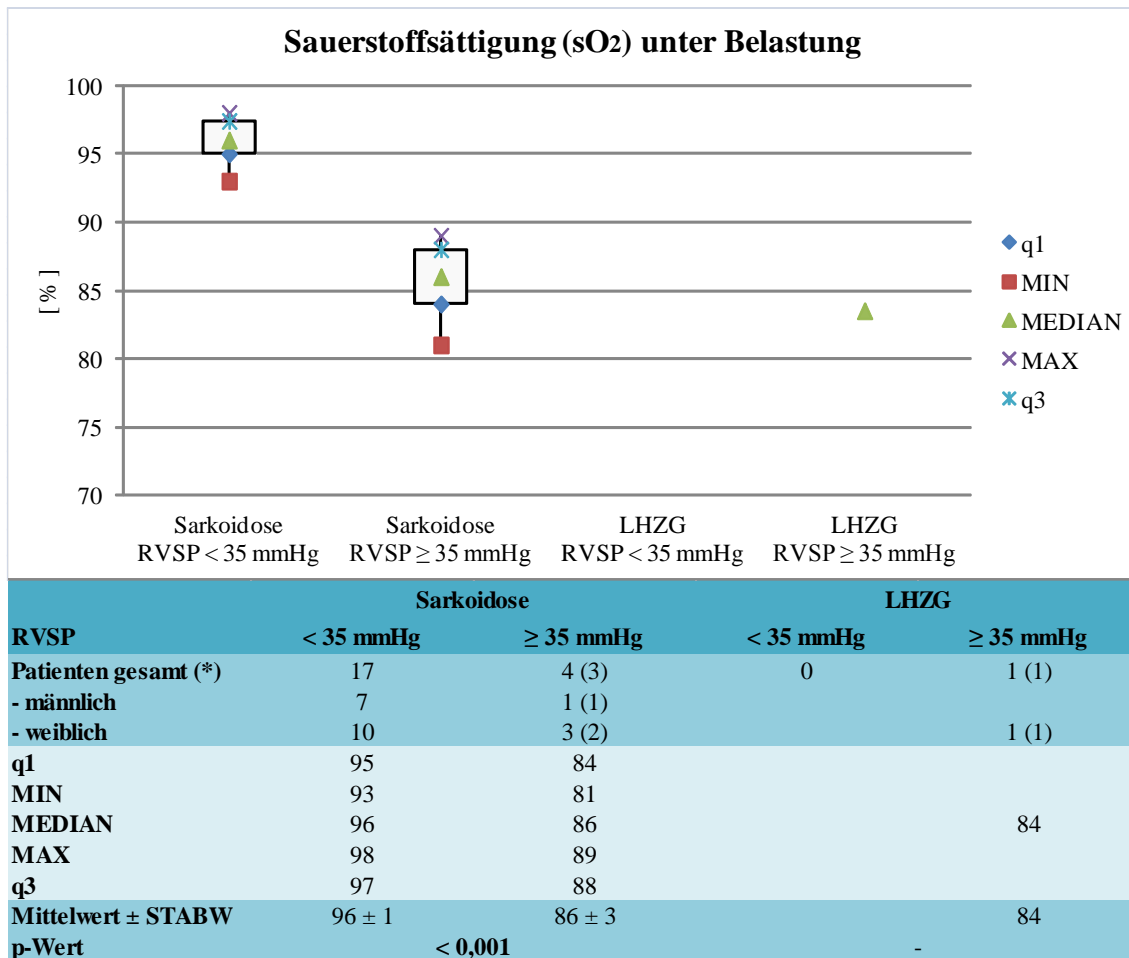 Sauerstoffsättigung (sO2) unter Belastung
100
95
90
85
80
75
70
[ % ]
Sarkoidose
RVSP < 35 mmHg
Sarkoidose
RVSP ≥ 35 mmHg
LHZG
RVSP < 35 mmHg
LHZG
RVSP ≥ 35 mmHg
q1
MIN
MEDIAN
MAX
q3
Sarkoidose LHZG
RVSP < 35 mmHg ≥ 35 mmHg < 35 mmHg ≥ 35 mmHg
Patienten gesamt (*) 17 4 (3) 0 1 (1)
- männlich 7 1 (1)
- weiblich 10 3 (2) 1 (1)
q1 95 84
MIN 93 81
MEDIAN 96 86 84
MAX 98 89
q3 97 88
Mittelwert ± STABW 96 ± 1 86 ± 3 84
p-Wert < 0,001 -